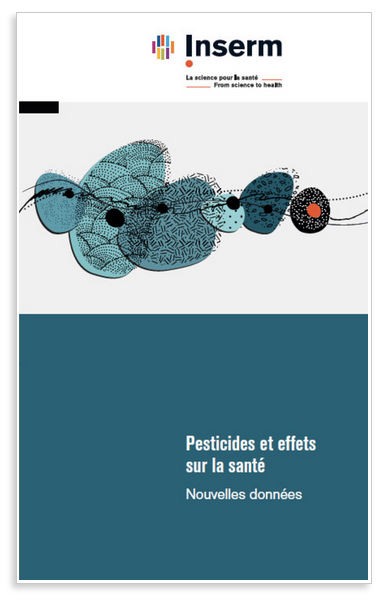 Inserm
La science pour la santé
From science to health
Pesticides et effets
sur la santé
Nouvelles données